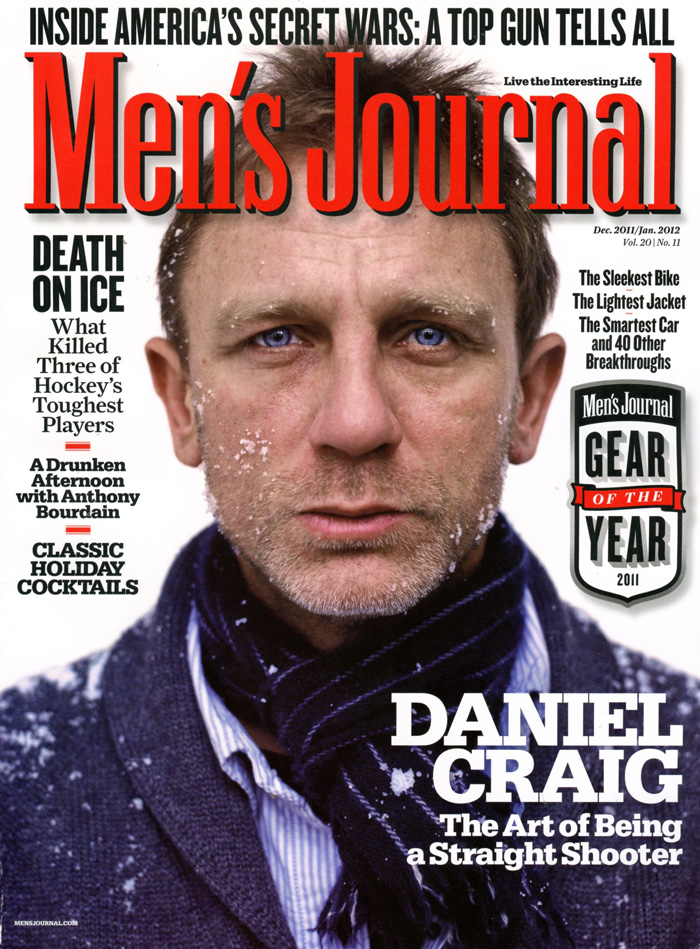 INSIDE AMERICA'S SECRET WARS: A TOP GUN TELLS ALL
Men's Journal
Live the Interesting Life
Dec. 2011/Jan. 2012
Vol. 20 | No. 11
DEATH
ON ICE
What
Killed
Three of
Hockey's
Toughest
Players
A Drunken
Afternoon
with Anthony
Bourdain
CLASSIC
HOLIDAY
COCKTAILS
The Sleekest Bike
The Lightest Jacket
The Smartest Car
and 40 Other
Breakthroughs
Men's Journal
GEAR
OF THE
YEAR
2011
DANIEL
CRAIG
The Art of Being
a Straight Shooter
MENSJOURNAL.COM